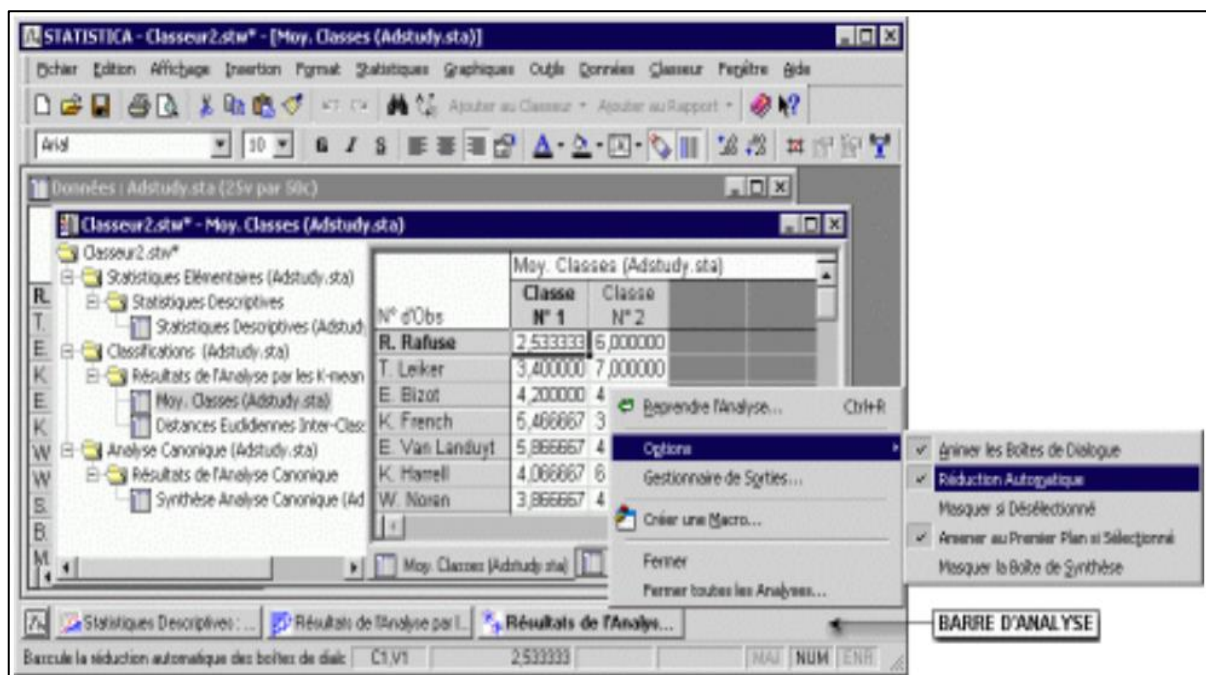 STATISTICA - Classeur2.stw* - [Moy. Classes (Adstudy.sta)]
Fichier Edition Affichage Insertion Format Statistiques Graphiques Outils Données Classeur Fenêtre Aide
Ajouter au Classeur Ajouter au Rapport
Arial 10 G I S
Données : Adstudy.sta (25v par 50c)
Classeur2.stw* - Moy. Classes (Adstudy.sta)
Classeur2.stw*
Statistiques Elémentaires (Adstudy.sta)
Statistiques Descriptives
Statistiques Descriptives (Adstud
Classifications (Adstudy.sta)
Résultats de l'Analyse par les K-mean
Moy. Classes (Adstudy.sta)
Distances Euclidiennes Inter-Class
Analyse Canonique (Adstudy.sta)
Résultats de l'Analyse Canonique
Synthèse Analyse Canonique (Ad
R.
T.
E.
K
E
K
W
W
S.
B.
M.
Moy. Classes (Adstudy.sta)
N° d'Obs Classe N° 1 Classe N° 2
R. Rafuse 2,533333 6,000000
T. Leiker 3,400000 7,000000
E. Bizot 4,200000 4
K. French 5,466667 3
E. Van Landuyt 5,866667 4
K. Harrell 4,066667 6
W. Noren 3,866667 4
Moy. Classes (Adstudy.sta)
Reprendre l'Analyse... Ctrl+R
Options
Gestionnaire de Sorties...
Créer une Macro...
Fermer
Fermer toutes les Analyses...
Animer les Boîtes de Dialogue
Réduction Automatique
Masquer si Désélectionné
Amener au Premier Plan si Sélectionné
Masquer la Boîte de Synthèse
BARRE D'ANALYSE
Statistiques Descriptives : ... Résultats de l'Analyse par l... Résultats de l'Analys...
Bascule la réduction automatique des boîtes de dialc C1,V1 2,533333 MAJ NUM ENR